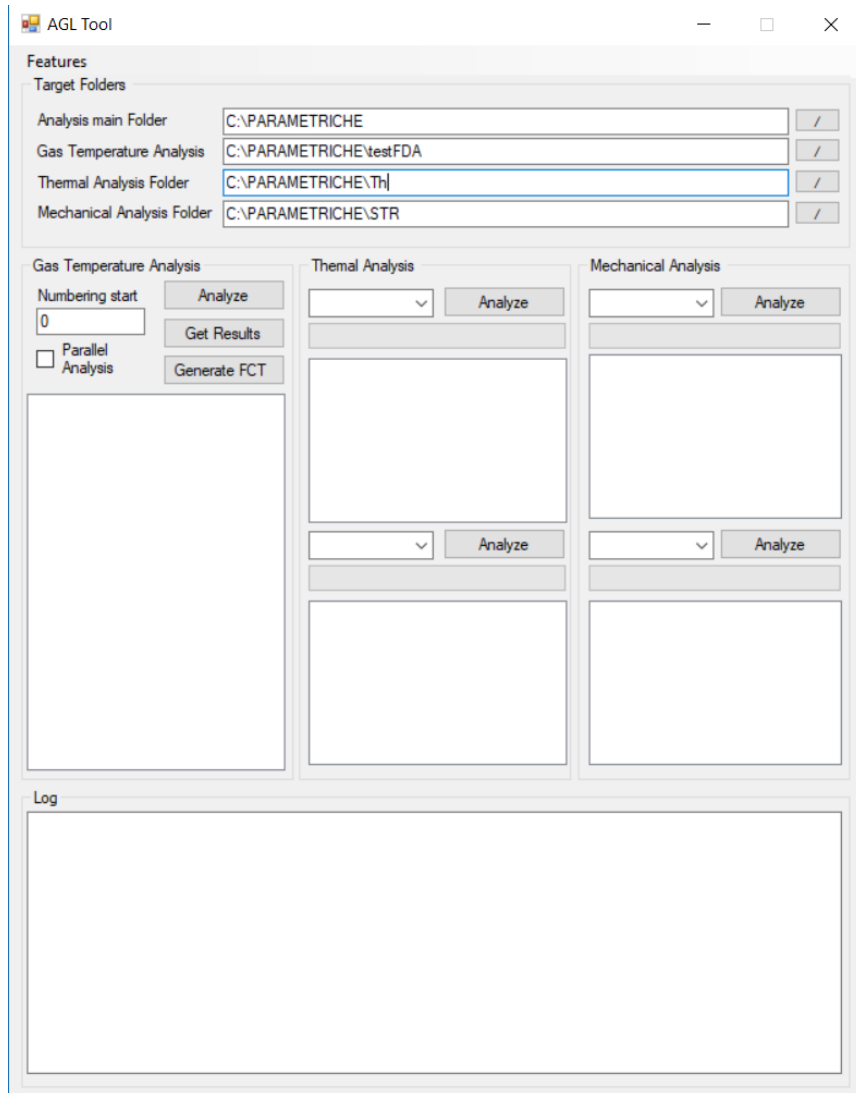 AGL Tool
Features
Target Folders
Analysis main Folder C:\PARAMETRICHE /
Gas Temperature Analysis C:\PARAMETRICHE\testFDA /
Thermal Analysis Folder C:\PARAMETRICHE\Th /
Mechanical Analysis Folder C:\PARAMETRICHE\STR /
Gas Temperature Analysis
Numbering start Analyze
0
Get Results
Parallel
Analysis
Generate FCT
Themal Analysis
Analyze
Analyze
Mechanical Analysis
Analyze
Analyze
Log